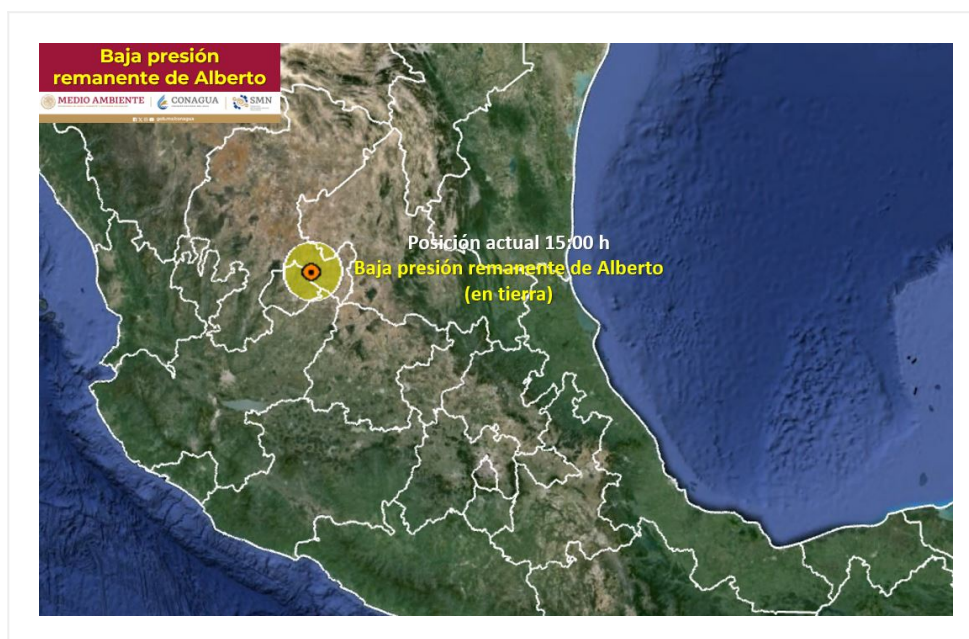 Baja presión
remanente de Alberto
MEDIO AMBIENTE
CONAGUA
SMN
Posición actual 15:00 h
Baja presión remanente de Alberto
(en tierra)